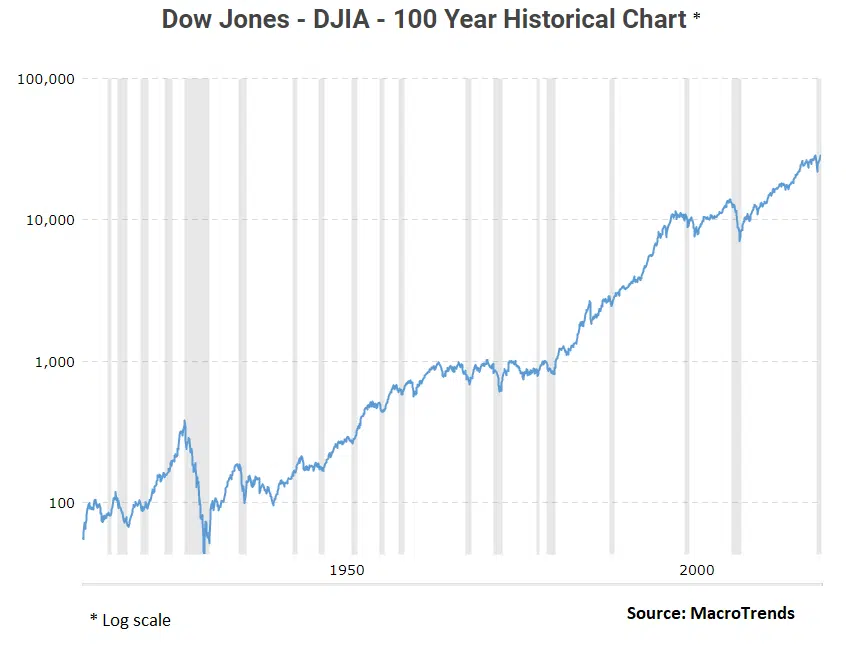 Dow Jones - DJIA - 100 Year Historical Chart *
100,000
10,000
1,000
100
1950 2000
* Log scale
Source: MacroTrends